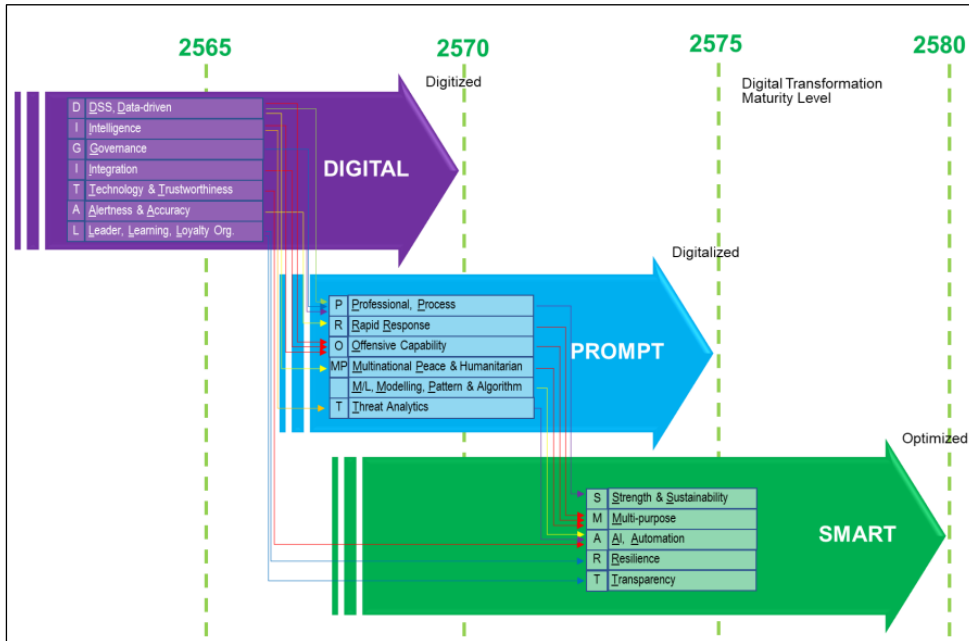 2565
2570
2575
2580
Digitized
Digital Transformation
Maturity Level
D DSS, Data-driven
I Intelligence
G Governance
I Integration
T Technology & Trustworthiness
A Alertness & Accuracy
L Leader, Learning, Loyalty Org.
DIGITAL
Digitalized
P Professional, Process
R Rapid Response
O Offensive Capability
MP Multinational Peace & Humanitarian
M/L, Modelling, Pattern & Algorithm
T Threat Analytics
PROMPT
Optimized
S Strength & Sustainability
M Multi-purpose
A AI, Automation
R Resilience
T Transparency
SMART